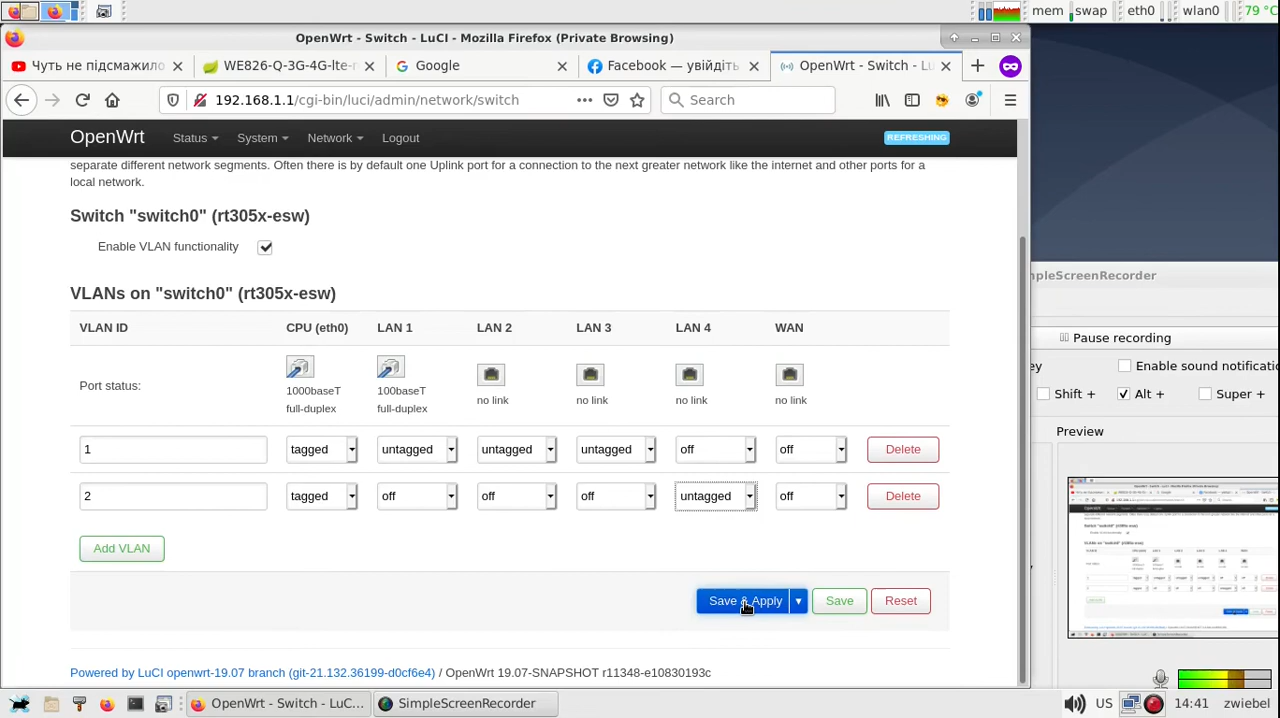 mem swap eth0 wlan0 79 °C
OpenWrt - Switch - LuCI - Mozilla Firefox (Private Browsing)
Чуть не підсмажило
WE826-Q-3
Google
Facebook — увійдіть
OpenWrt - Switch - Lu
192.168.1.1/cgi-bin/luci/admin/network/switch
Search
OpenWrt Status System Network Logout REFRESHING
separate different network segments. Often there is by default one Uplink port for a connection to the next greater network like the internet and other ports for a
local network.
Switch "switch0" (rt305x-esw)
Enable VLAN functionality
VLANs on "switch0" (rt305x-esw)
VLAN ID CPU (eth0) LAN 1 LAN 2 LAN 3 LAN 4 WAN
Port status:
1000baseT
full-duplex
100baseT
full-duplex
no link
no link
no link
no link
1 tagged untagged untagged untagged off off Delete
2 tagged off off untagged off Delete
Add VLAN
Save & Apply Save Reset
Powered by LuCI openwrt-19.07 branch (git-21.132.36199-d0cf6e4) / OpenWrt 19.07-SNAPSHOT r11348-e10830193c
mpleScreenRecorder
Pause recording
ey Enable sound notificatio
Shift + Alt + Super +
Preview
OpenWrt - Switch - LuC...
US 14:41 zwiebel